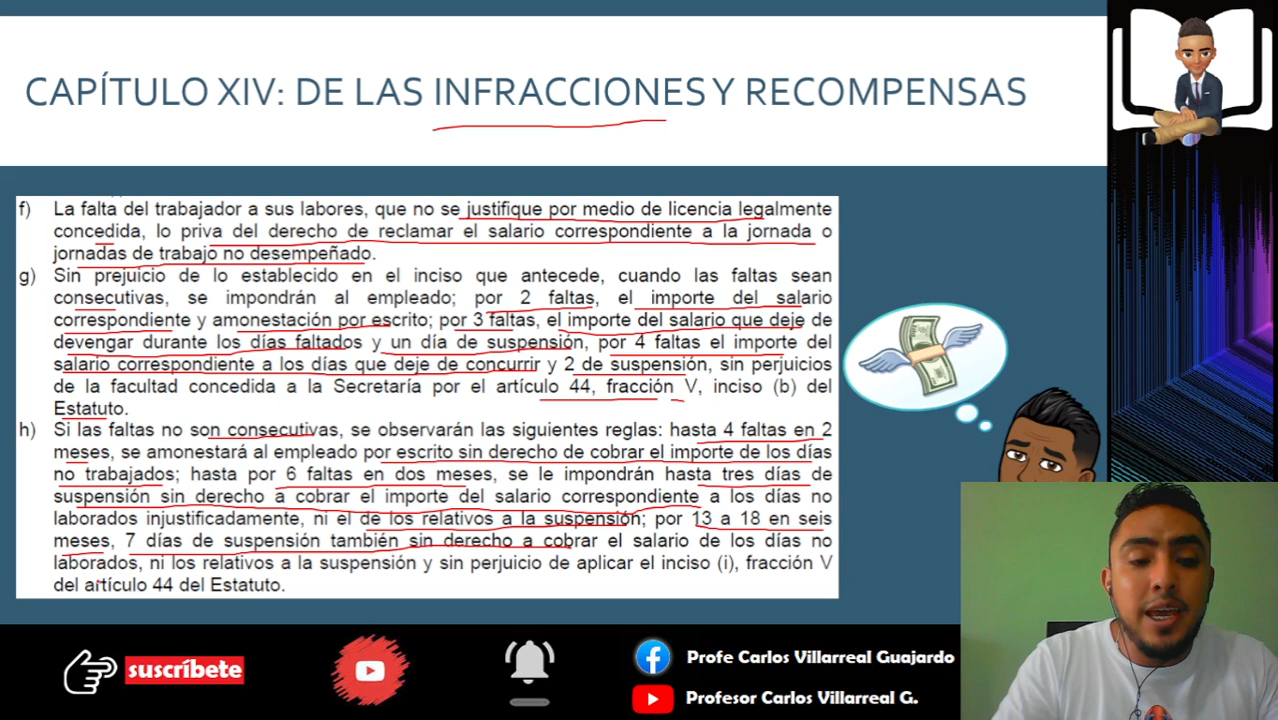 CAPÍTULO XIV: DE LAS INFRACCIONES Y RECOMPENSAS
f) La falta del trabajador a sus labores, que no se justifique por medio de licencia legalmente
concedida, lo priva del derecho de reclamar el salario correspondiente a la jornada o
jornadas de trabajo no desempeñado.
g) Sin prejuicio de lo establecido en el inciso que antecede, cuando las faltas sean
consecutivas, se impondrán al empleado; por 2 faltas, el importe del salario
correspondiente y amonestación por escrito; por 3 faltas, el importe del salario que deje de
devengar durante los días faltados y un día de suspensión, por 4 faltas el importe del
salario correspondiente a los días que deje de concurrir y 2 de suspensión, sin perjuicios
de la facultad concedida a la Secretaría por el artículo 44, fracción V, inciso (b) del
Estatuto.
h) Si las faltas no son consecutivas, se observarán las siguientes reglas: hasta 4 faltas en 2
meses, se amonestará al empleado por escrito sin derecho de cobrar el importe de los días
no trabajados; hasta por 6 faltas en dos meses, se le impondrán hasta tres días de
suspensión sin derecho a cobrar el importe del salario correspondiente a los días no
laborados injustificadamente, ni el de los relativos a la suspensión; por 13 a 18 en seis
meses, 7 días de suspensión también sin derecho a cobrar el salario de los días no
laborados, ni los relativos a la suspensión y sin perjuicio de aplicar el inciso (i), fracción V
del artículo 44 del Estatuto.
suscríbete
Profe Carlos Villarreal Guajardo
Profesor Carlos Villarreal G.